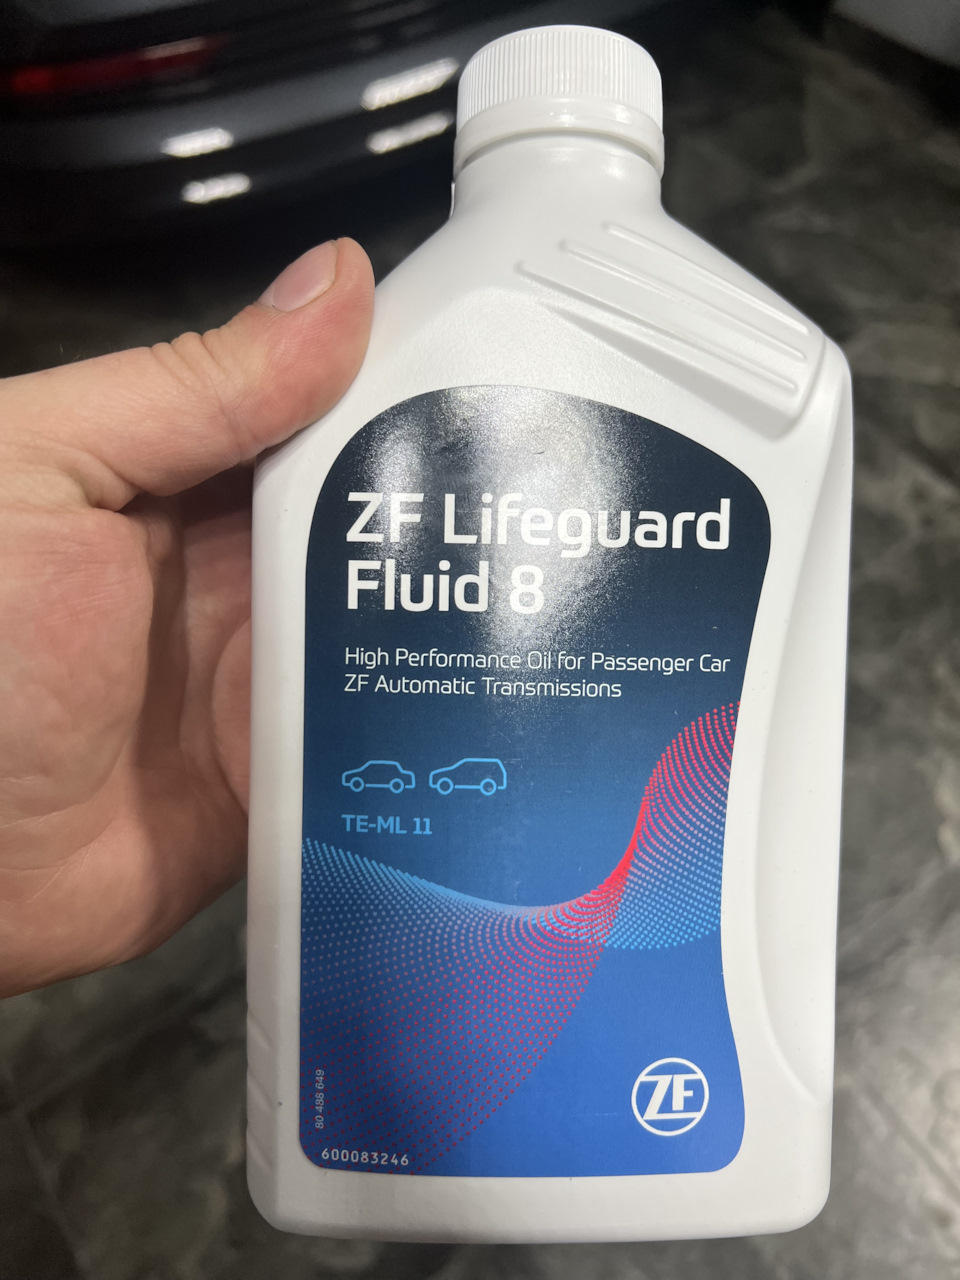 ZF Lifeguard
Fluid 8
High Performance Oil for Passenger Car
ZF Automatic Transmissions
TE-ML 11
80 488 649
600083246
ZF